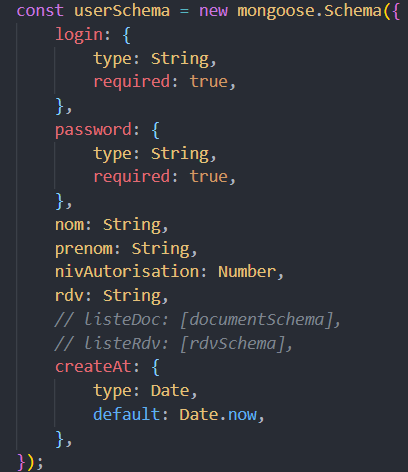 const userSchema = new mongoose.Schema({
    login: {
        type: String,
        required: true,
    },
    password: {
        type: String,
        required: true,
    },
    nom: String,
    prenom: String,
    nivAutorisation: Number,
    rdv: String,
    // listeDoc: [documentSchema],
    // listeRdv: [rdvSchema],
    createAt: {
        type: Date,
        default: Date.now,
    },
});